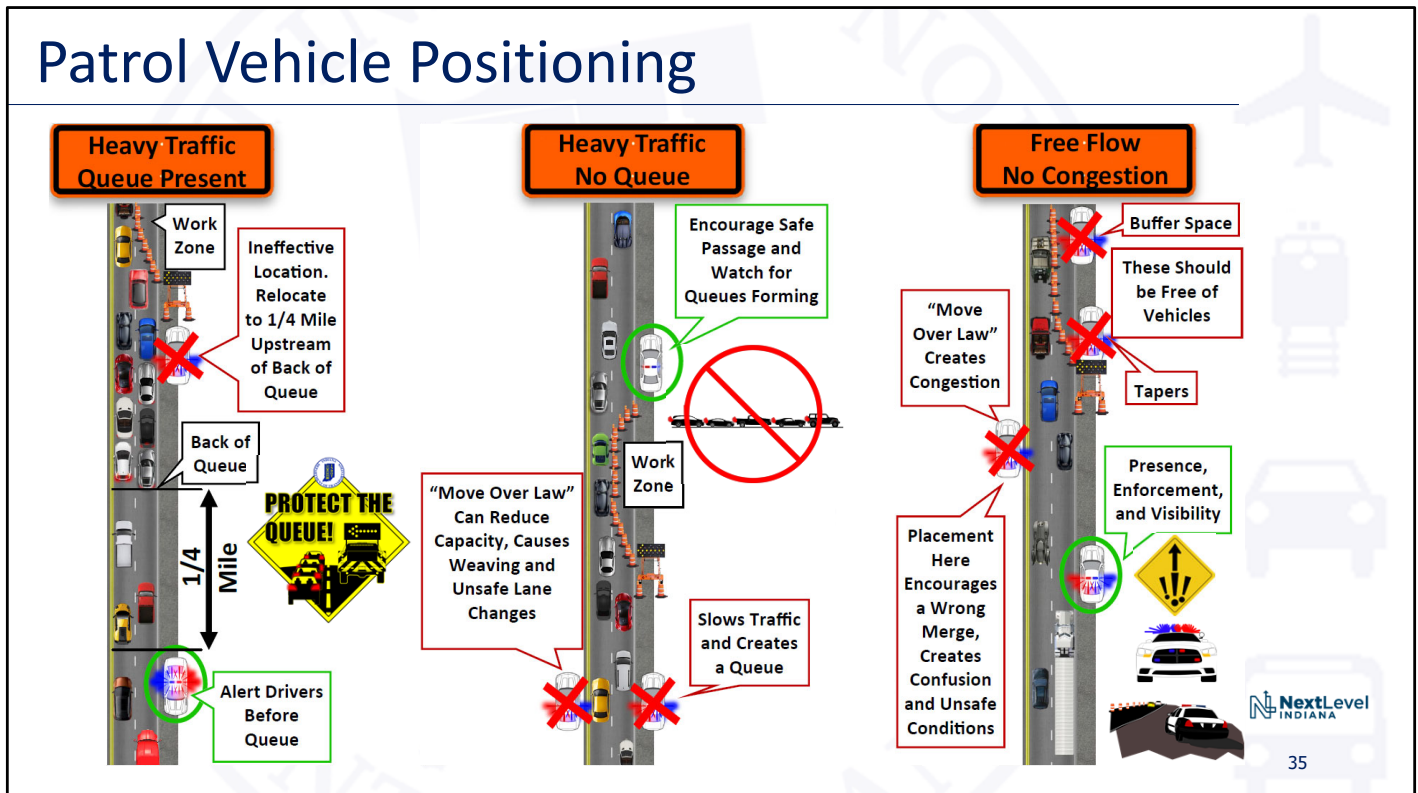 Patrol Vehicle Positioning
Heavy Traffic
Queue Present
Work
Zone
Ineffective
Location.
Relocate
to 1/4 Mile
Upstream
of Back of
Queue
Back of
Queue
PROTECT THE
QUEUE!
1/4
Mile
Alert Drivers
Before
Queue
Heavy Traffic
No Queue
Encourage Safe
Passage and
Watch for
Queues Forming
Work
Zone
“Move Over Law”
Can Reduce
Capacity, Causes
Weaving and
Unsafe Lane
Changes
Slows Traffic
and Creates
a Queue
Free Flow
No Congestion
Buffer Space
These Should
be Free of
Vehicles
“Move
Over Law”
Creates
Congestion
Tapers
Presence,
Enforcement,
and Visibility
Placement
Here
Encourages
a Wrong
Merge,
Creates
Confusion
and Unsafe
Conditions
NextLevel
INDIANA
35